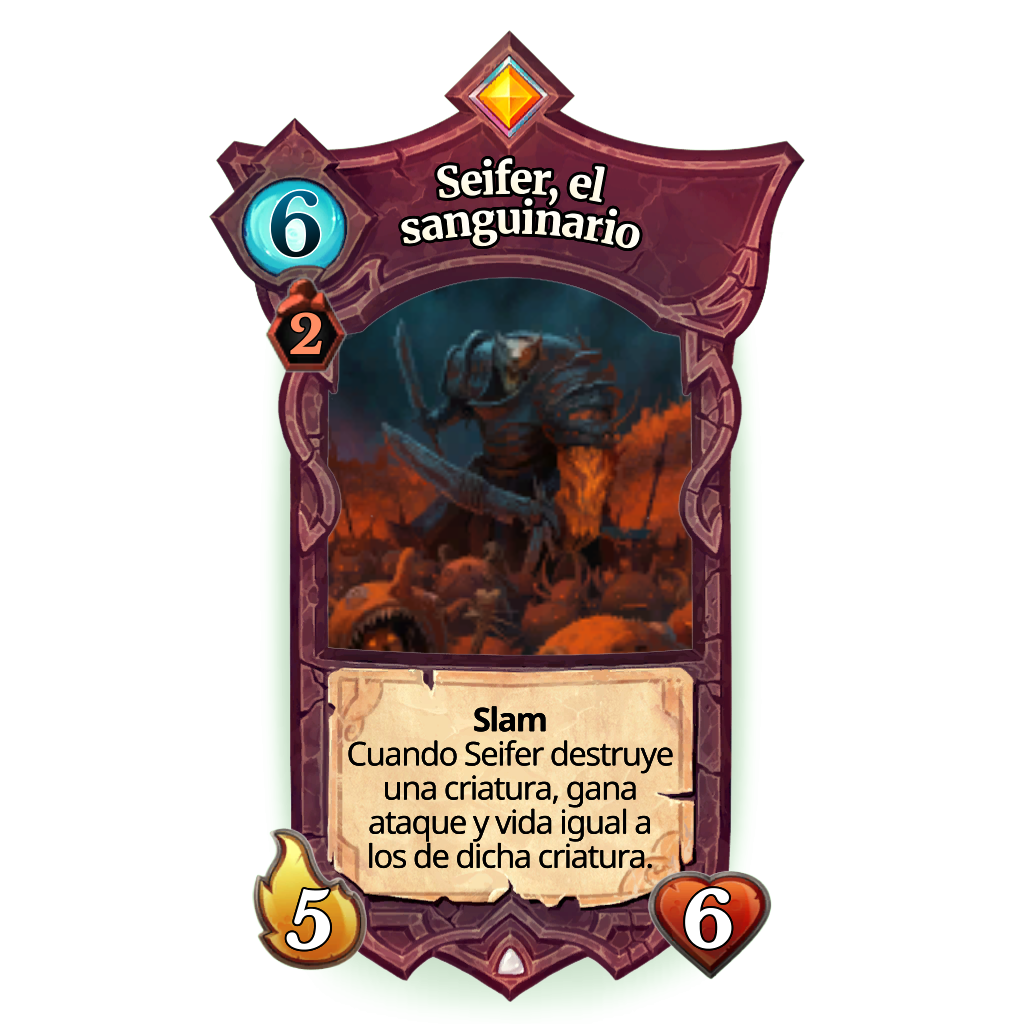 Seifer, el
sanguinario
6
2
Slam
Cuando Seifer destruye
una criatura, gana
ataque y vida igual a
los de dicha criatura.
5
6